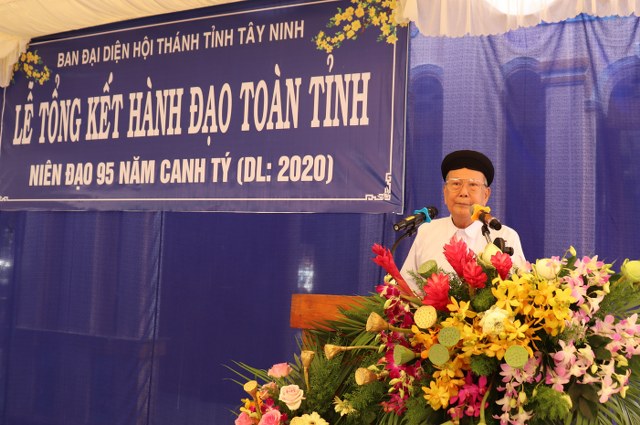 BAN ĐẠI DIỆN HỘI THÁNH TỈNH TÂY NINH
LỄ TỔNG KẾT HÀNH ĐẠO TOÀN TỈNH
NIÊN ĐẠO 95 NĂM CANH TÝ (DL: 2020)